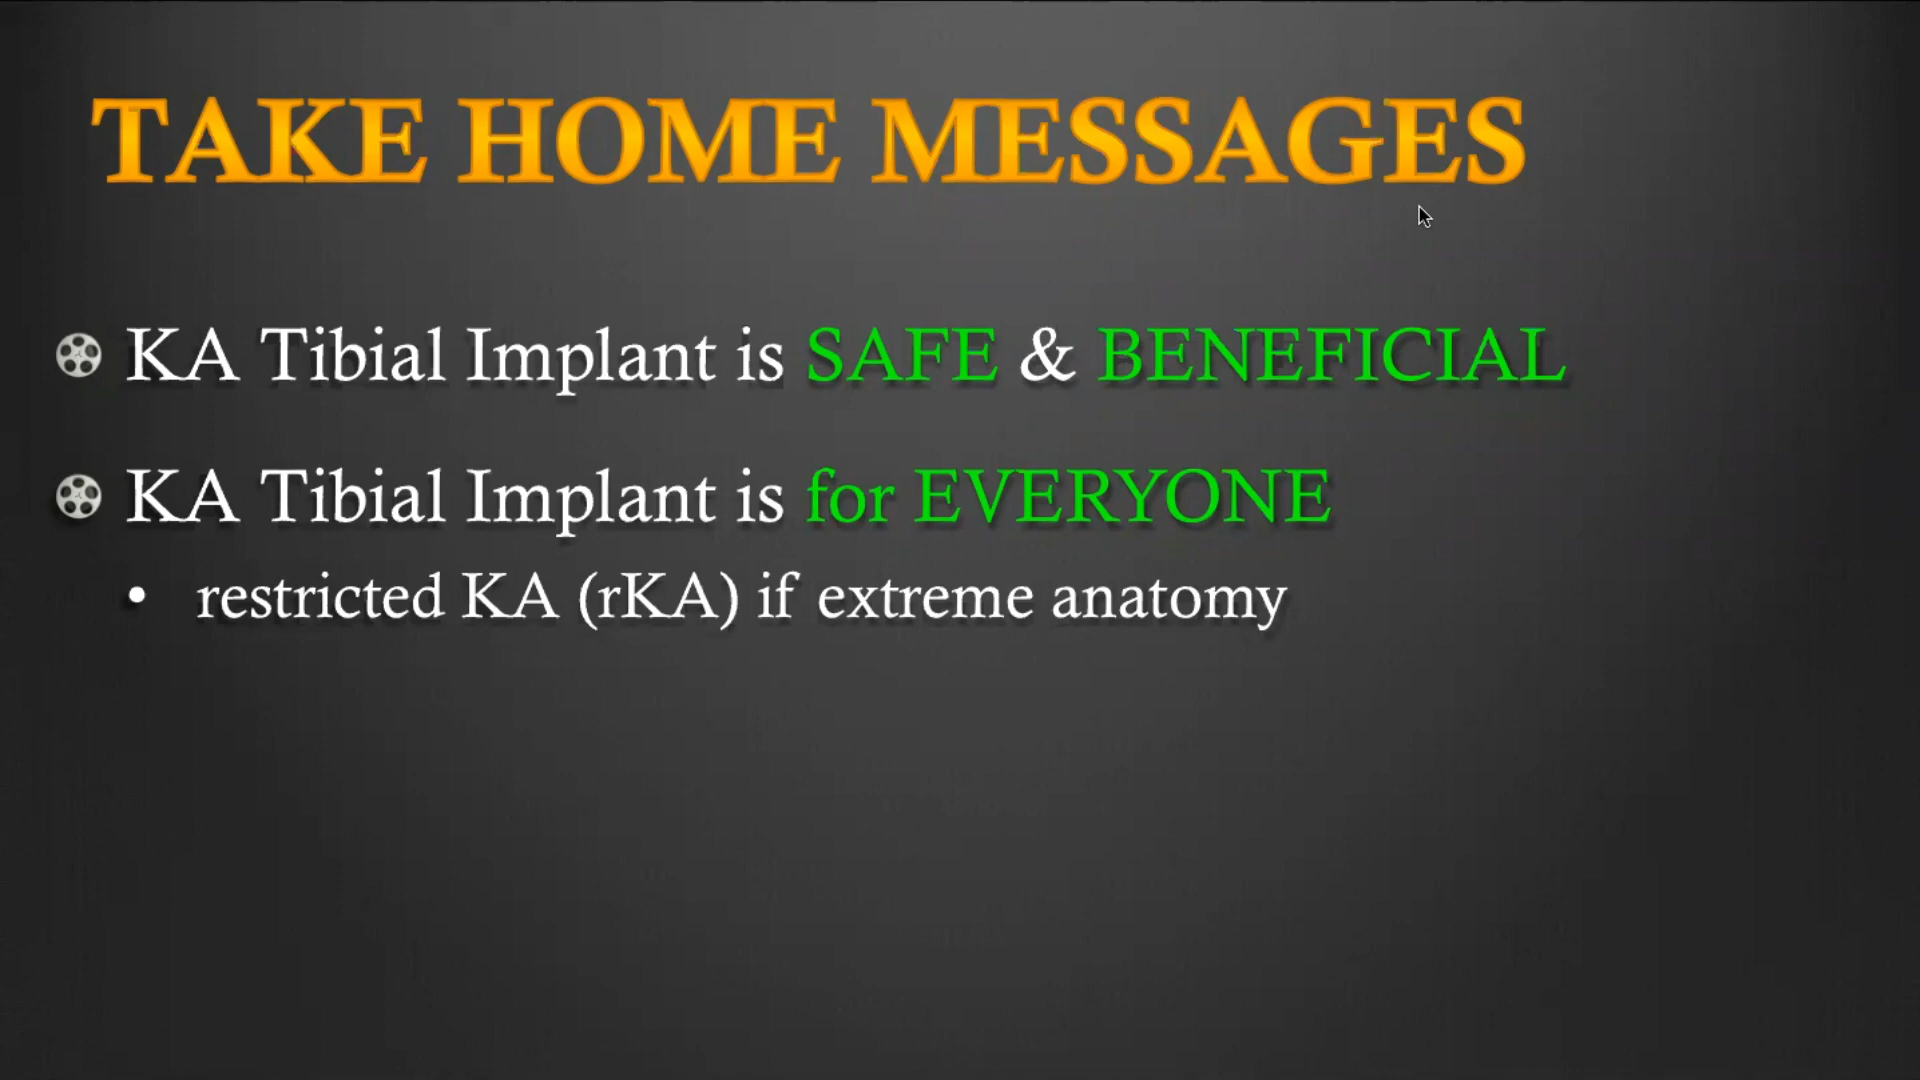 TAKE HOME MESSAGES
KA Tibial Implant is SAFE & BENEFICIAL
KA Tibial Implant is for EVERYONE
• restricted KA (rKA) if extreme anatomy